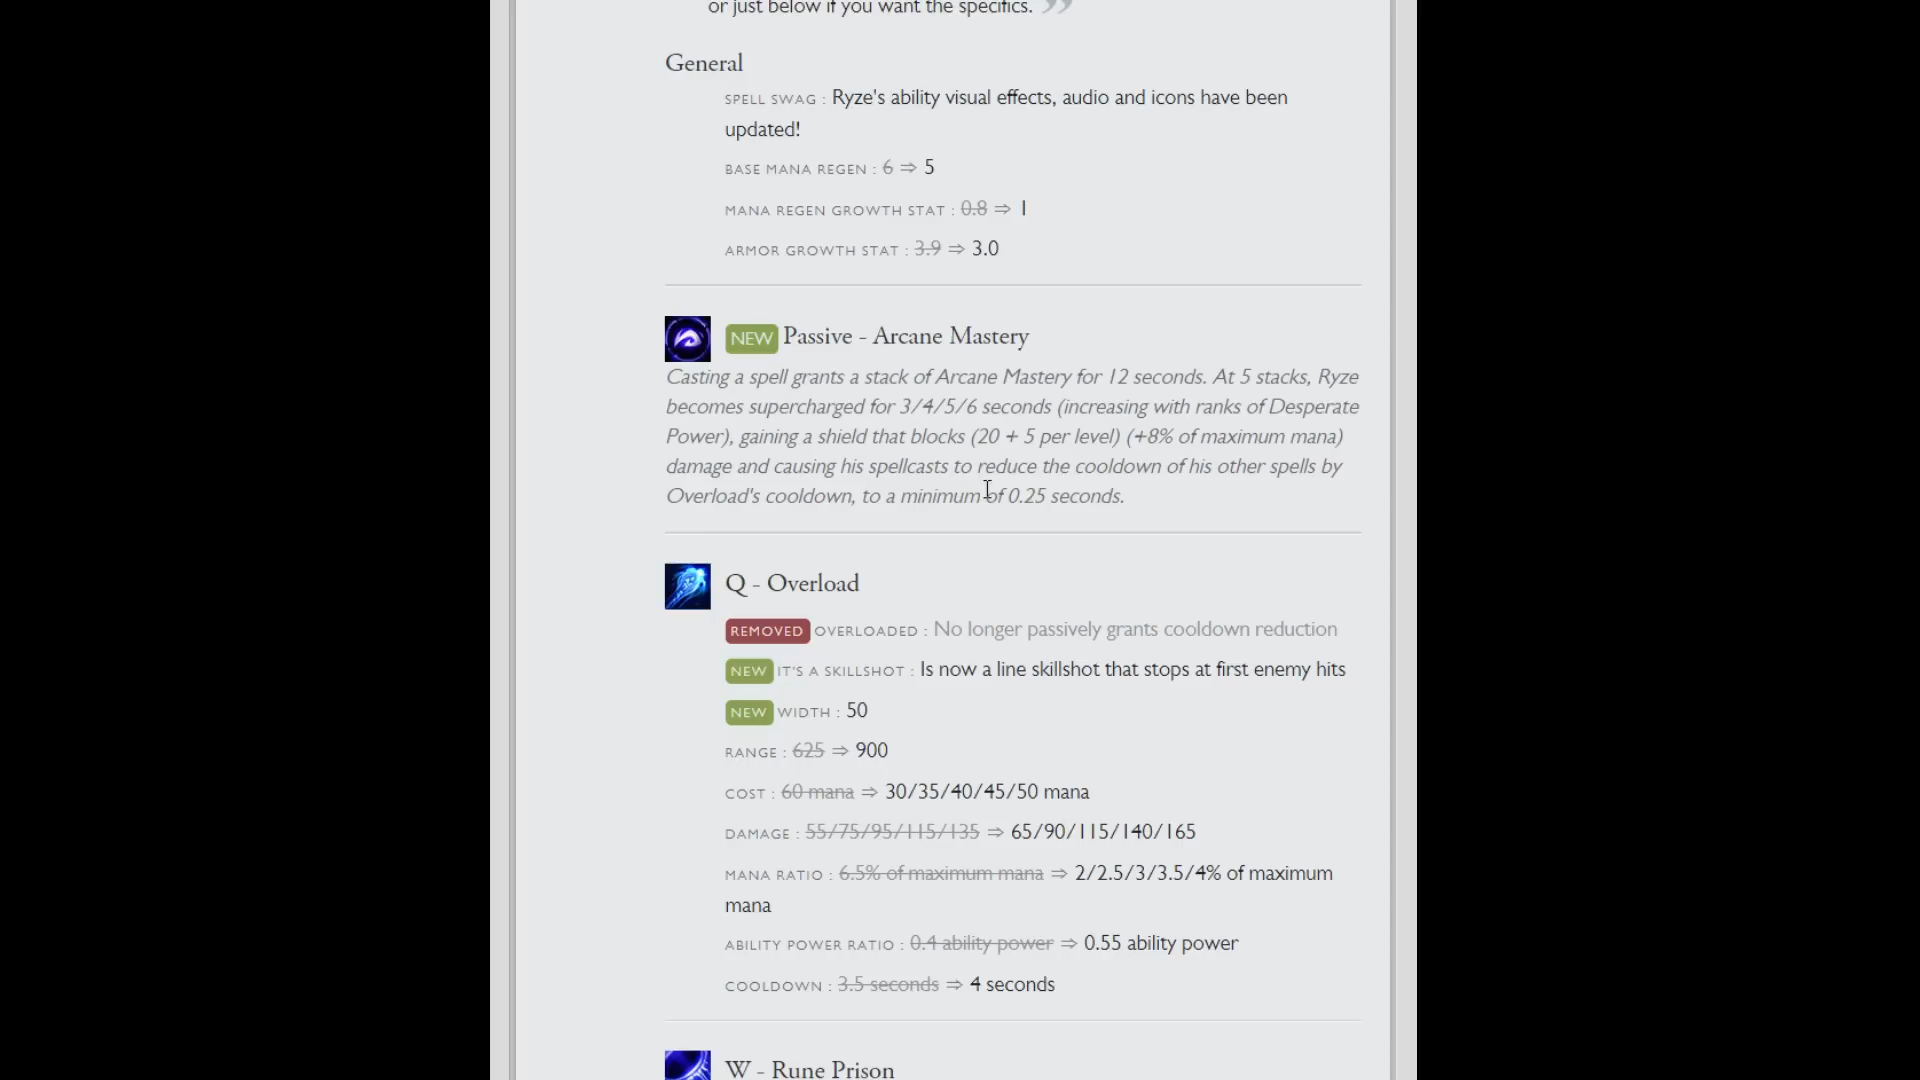 or just below if you want the specifics. ”
General
SPELL SWAG : Ryze's ability visual effects, audio and icons have been
updated!
BASE MANA REGEN : 6 ⇒ 5
MANA REGEN GROWTH STAT : 0.8 ⇒ 1
ARMOR GROWTH STAT : 3.9 ⇒ 3.0
NEW Passive - Arcane Mastery
Casting a spell grants a stack of Arcane Mastery for 12 seconds. At 5 stacks, Ryze
becomes supercharged for 3/4/5/6 seconds (increasing with ranks of Desperate
Power), gaining a shield that blocks (20 + 5 per level) (+8% of maximum mana)
damage and causing his spellcasts to reduce the cooldown of his other spells by
Overload's cooldown, to a minimum of 0.25 seconds.
Q - Overload
REMOVED OVERLOADED : No longer passively grants cooldown reduction
NEW IT'S A SKILLSHOT : Is now a line skillshot that stops at first enemy hits
NEW WIDTH : 50
RANGE : 625 ⇒ 900
COST : 60 mana ⇒ 30/35/40/45/50 mana
DAMAGE : 55/75/95/115/135 ⇒ 65/90/115/140/165
MANA RATIO : 6.5% of maximum mana ⇒ 2/2.5/3/3.5/4% of maximum
mana
ABILITY POWER RATIO : 0.4 ability power ⇒ 0.55 ability power
COOLDOWN : 3.5 seconds ⇒ 4 seconds
W - Rune Prison